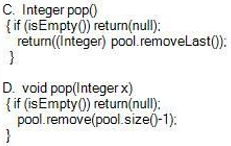 C. Integer pop()
{ if (isEmpty()) return(null);
return((Integer) pool.removeLast());
}
D. void pop(Integer x)
{ if (isEmpty()) return(null);
pool.remove(pool.size()-1);
}